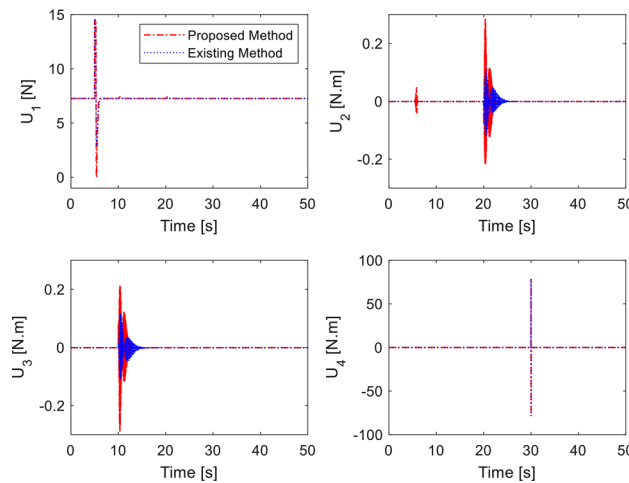 15
10
5
0
U1 [N]
Proposed Method
Existing Method
0 10 20 30 40 50
Time [s]
0.2
0
-0.2
U2 [N.m]
0 10 20 30 40 50
Time [s]
0.2
0
-0.2
U3 [N.m]
0 10 20 30 40 50
Time [s]
100
50
0
-50
-100
U4 [N.m]
0 10 20 30 40 50
Time [s]